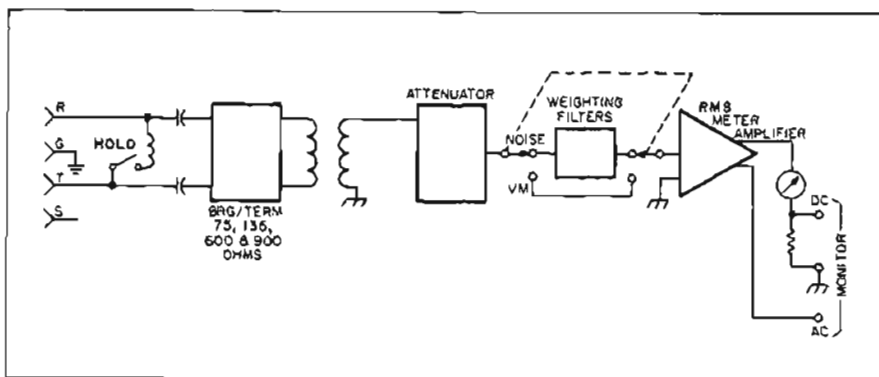 R
G
HOLD
T
S
BRG/TERM
75, 135,
600 & 900
OHMS
ATTENUATOR
NOISE
VM
WEIGHTING
FILTERS
RMS
METER
AMPLIFIER
DC
MONITOR
AC